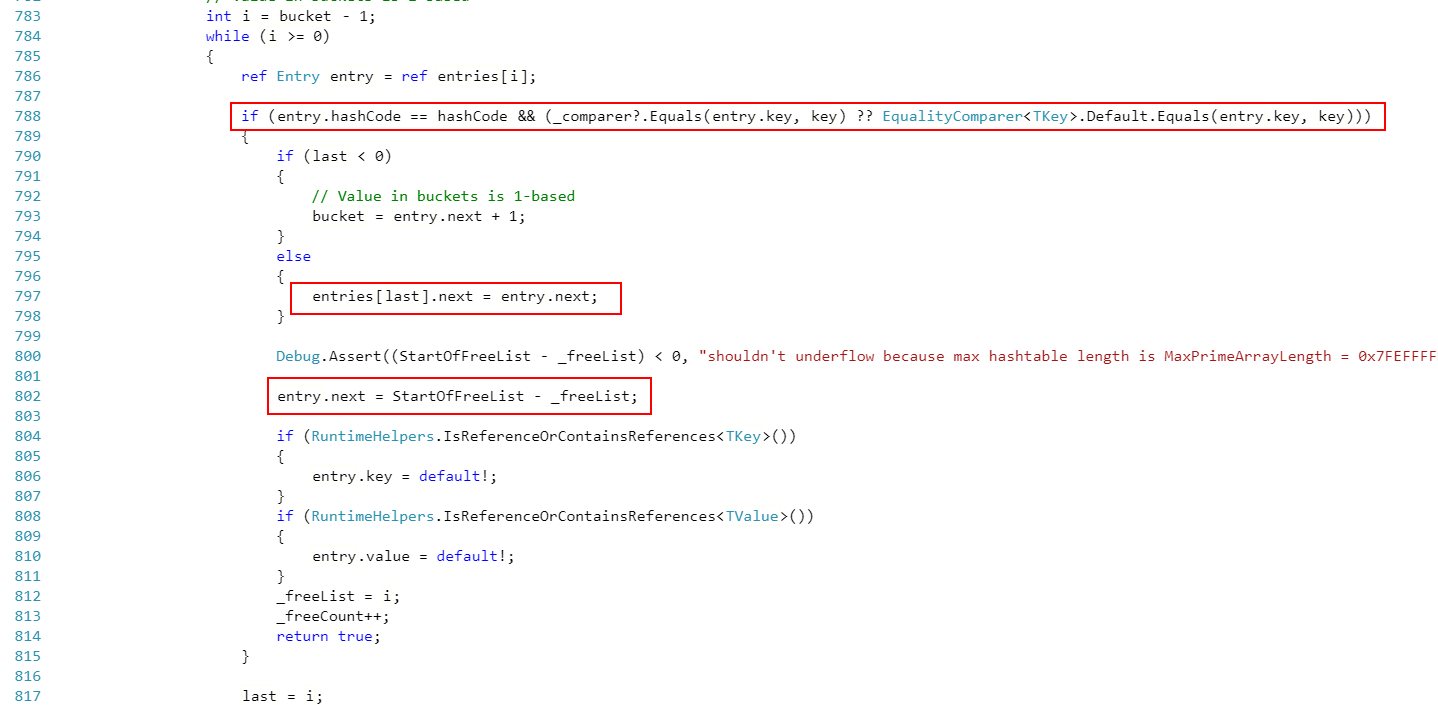 783 int i = bucket - 1;
784 while (i >= 0)
785 {
786 ref Entry entry = ref entries[i];
787
788 if (entry.hashCode == hashCode && (_comparer?.Equals(entry.key, key) ?? EqualityComparer<TKey>.Default.Equals(entry.key, key)))
789 {
790 if (last < 0)
791 {
792 // Value in buckets is 1-based
793 bucket = entry.next + 1;
794 }
795 else
796 {
797 entries[last].next = entry.next;
798 }
799
800 Debug.Assert((StartOfFreeList - _freeList) < 0, "shouldn't underflow because max hashtable length is MaxPrimeArrayLength = 0x7FEFFFF
801
802 entry.next = StartOfFreeList - _freeList;
803
804 if (RuntimeHelpers.IsReferenceOrContainsReferences<TKey>())
805 {
806 entry.key = default!;
807 }
808 if (RuntimeHelpers.IsReferenceOrContainsReferences<TValue>())
809 {
810 entry.value = default!;
811 }
812 _freeList = i;
813 _freeCount++;
814 return true;
815 }
816
817 last = i;